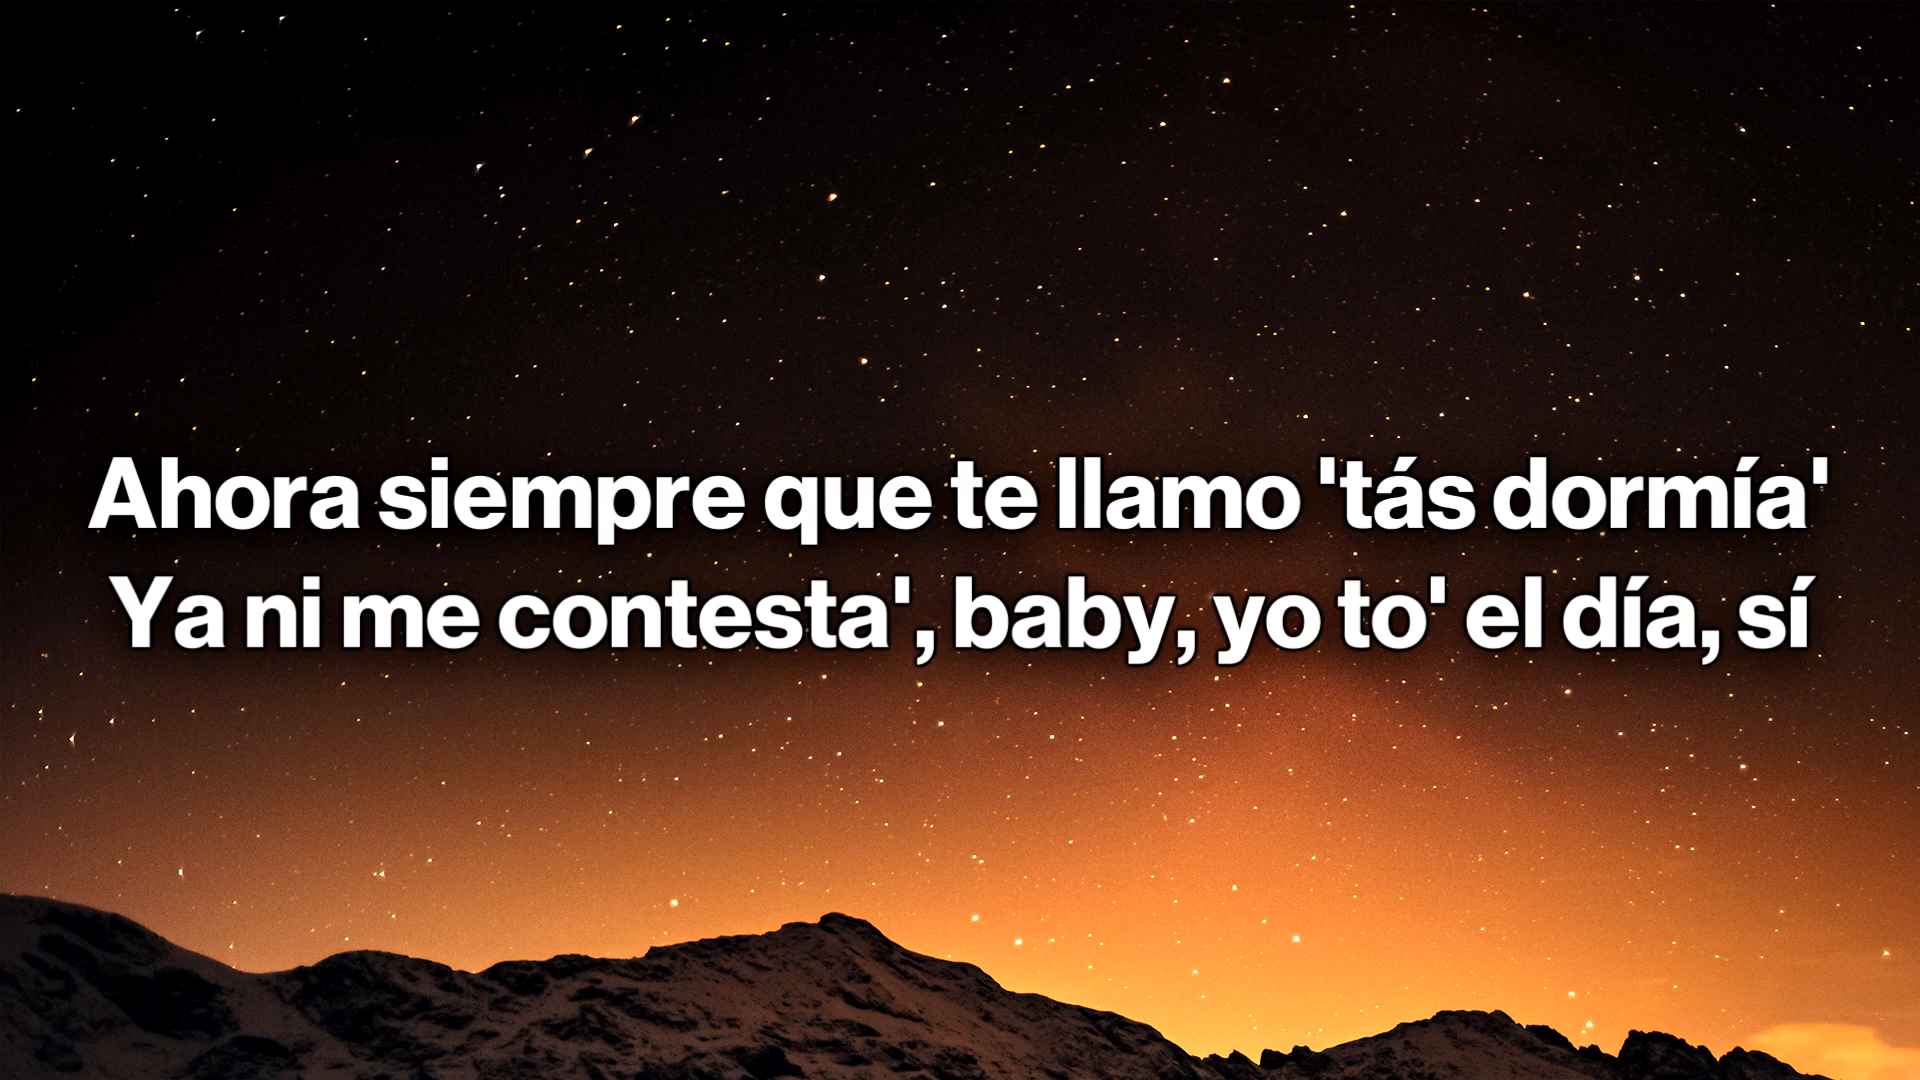 Ahora siempre que te llamo 'tás dormía'
Ya ni me contesta', baby, yo to' el día, sí